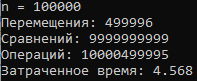 n = 100000
Перемещения: 499996
Сравнений: 9999999999
Операций: 10000499995
Затраченное время: 4.568